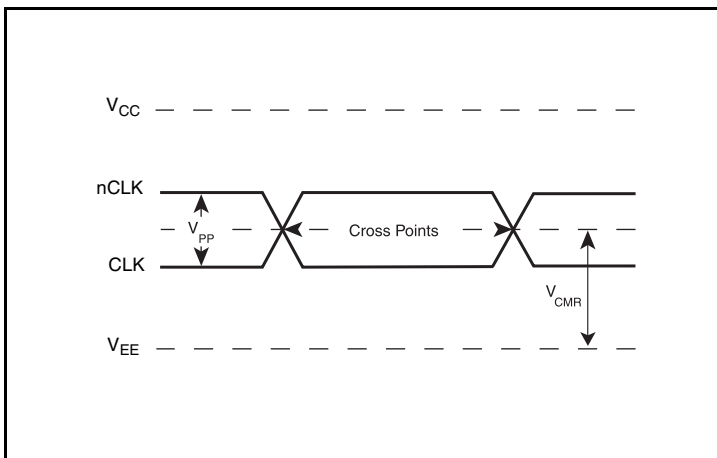 VCC
nCLK
VPP
Cross Points
CLK
VCMR
VEE